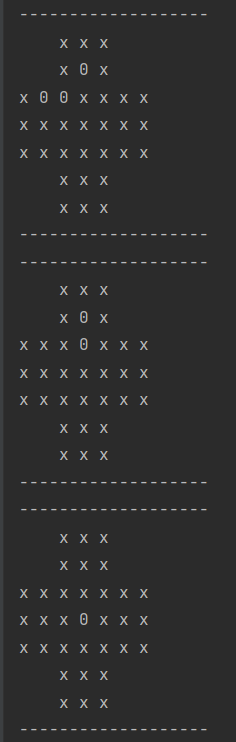 -------------------
    x x x
    x 0 x
x 0 0 x x x x
x x x x x x x
x x x x x x x
    x x x
    x x x
-------------------
-------------------
    x x x
    x 0 x
x x x 0 x x x
x x x x x x x
x x x x x x x
    x x x
    x x x
-------------------
-------------------
    x x x
    x x x
x x x x x x x
x x x 0 x x x
x x x x x x x
    x x x
    x x x
-------------------